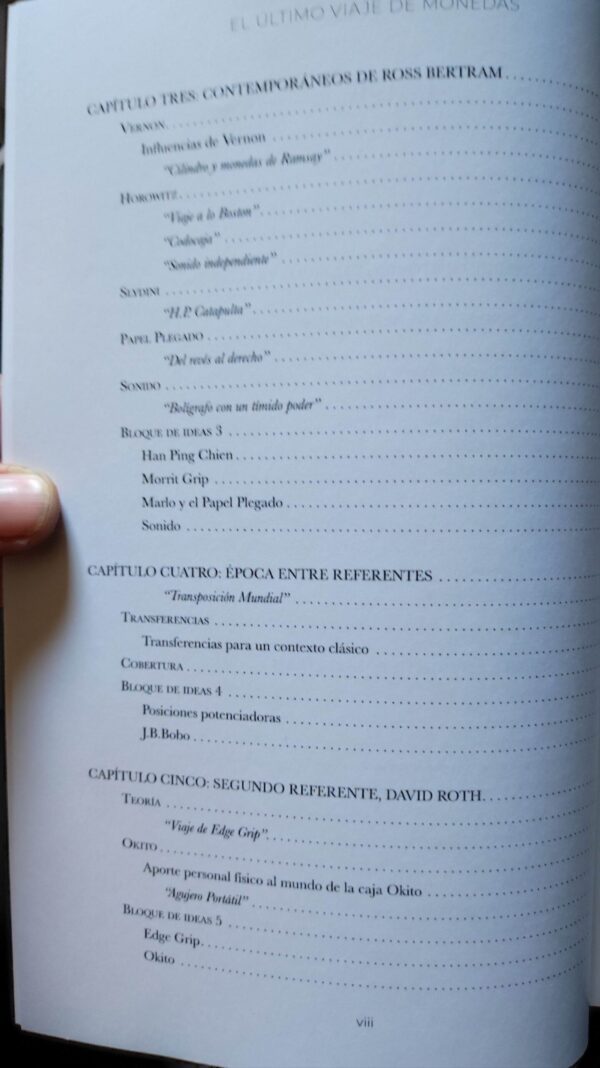 EL ÚLTIMO VIAJE DE MONEDAS
CAPÍTULO TRES: CONTEMPORÁNEOS DE ROSS BERTRAM
VERNON
Influencias de Vernon
“Cilindro y monedas de Ramsay”
HOROWITZ
“Viaje a lo Boston”
“Codocaja”
“Sonido independiente”
SLYDINI
“H.P. Catapulta”
PAPEL PLEGADO
“Del revés al derecho”
SONIDO
“Bolígrafo con un tímido poder”
BLOQUE DE IDEAS 3
Han Ping Chien
Morrit Grip
Marlo y el Papel Plegado
Sonido
CAPÍTULO CUATRO: ÉPOCA ENTRE REFERENTES
“Transposición Mundial”
TRANSFERENCIAS
Transferencias para un contexto clásico
COBERTURA
BLOQUE DE IDEAS 4
Posiciones potenciadoras
J.B.Bobo
CAPÍTULO CINCO: SEGUNDO REFERENTE, DAVID ROTH
TEORÍA
“Viaje de Edge Grip”
OKITO
Aporte personal físico al mundo de la caja Okito
“Agujero Portátil”
BLOQUE DE IDEAS 5
Edge Grip
Okito
viii